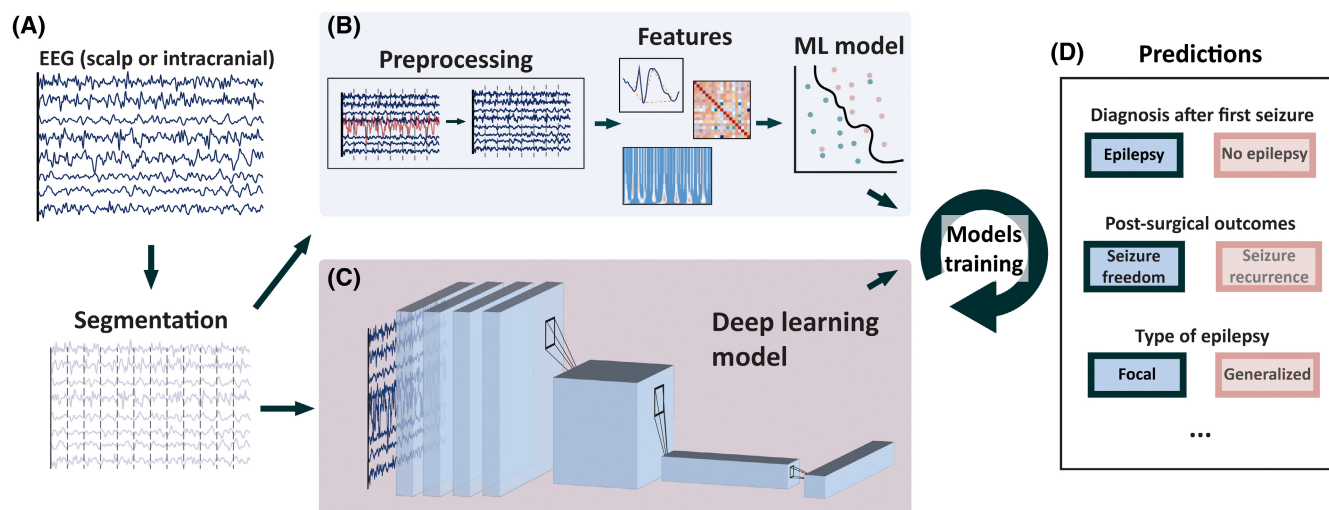 (A)
EEG (scalp or intracranial)
Segmentation
(B)
Preprocessing
Features
ML model
(C)
Deep learning
model
Models
training
(D)
Predictions
Diagnosis after first seizure
Epilepsy
No epilepsy
Post-surgical outcomes
Seizure
freedom
Seizure
recurrence
Type of epilepsy
Focal
Generalized
...